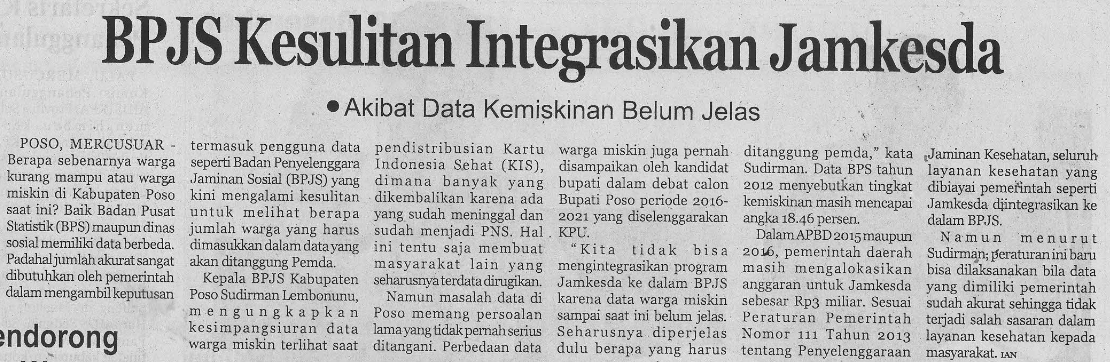 BPJS Kesulitan Integrasikan Jamkesda
● Akibat Data Kemiskinan Belum Jelas
POSO, MERCUSUAR -
Berapa sebenarnya warga
kurang mampu atau warga
miskin di Kabupaten Poso
saat ini? Baik Badan Pusat
Statistik (BPS) maupun dinas
sosial memiliki data berbeda.
Padahal jumlah akurat sangat
dibutuhkan oleh pemerintah
dalam mengambil keputusan
termasuk pengguna data
seperti Badan Penyelenggara
Jaminan Sosial (BPJS) yang
kini mengalami kesulitan
untuk melihat berapa
jumlah warga yang harus
dimasukkan dalam data yang
akan ditanggung Pemda.
Kepala BPJS Kabupaten
Poso Sudirman Lembonunu,
mengungkapkan
kesimpangsiuran data
warga miskin terlihat saat
pendistribusian Kartu
Indonesia Sehat (KIS),
dimana banyak yang
dikembalikan karena ada
yang sudah meninggal dan
sudah menjadi PNS. Hal
ini tentu saja membuat
masyarakat lain yang
seharusnya terdata dirugikan.
Namun masalah data di
Poso memang persoalan
lama yang tidak pernah serius
ditangani. Perbedaan data
warga miskin juga pernah
disampaikan oleh kandidat
bupati dalam debat calon
Bupati Poso periode 2016-
2021 yang diselenggarakan
KPU.
"Kita tidak bisa
mengintegrasikan program
Jamkesda ke dalam BPJS
karena data warga miskin
sampai saat ini belum jelas.
Seharusnya diperjelas
dulu berapa yang harus
ditanggung pemda," kata
Sudirman. Data BPS tahun
2012 menyebutkan tingkat
kemiskinan masih mencapai
angka 18.46 persen.
Dalam APBD 2015 maupun
2016, pemerintah daerah
masih mengalokasikan
anggaran untuk Jamkesda
sebesar Rp3 miliar. Sesuai
Peraturan Pemerintah
Nomor 111 Tahun 2013
tentang Penyelenggaraan
Jaminan Kesehatan, seluruh
layanan kesehatan yang
dibiayai pemerintah seperti
Jamkesda diintegrasikan ke
dalam BPJS.
Namun menurut
Sudirman, peraturan ini baru
bisa dilaksanakan bila data
yang dimiliki pemerintah
sudah akurat sehingga tidak
terjadi salah sasaran dalam
layanan kesehatan kepada
masyarakat. IAN
endorong